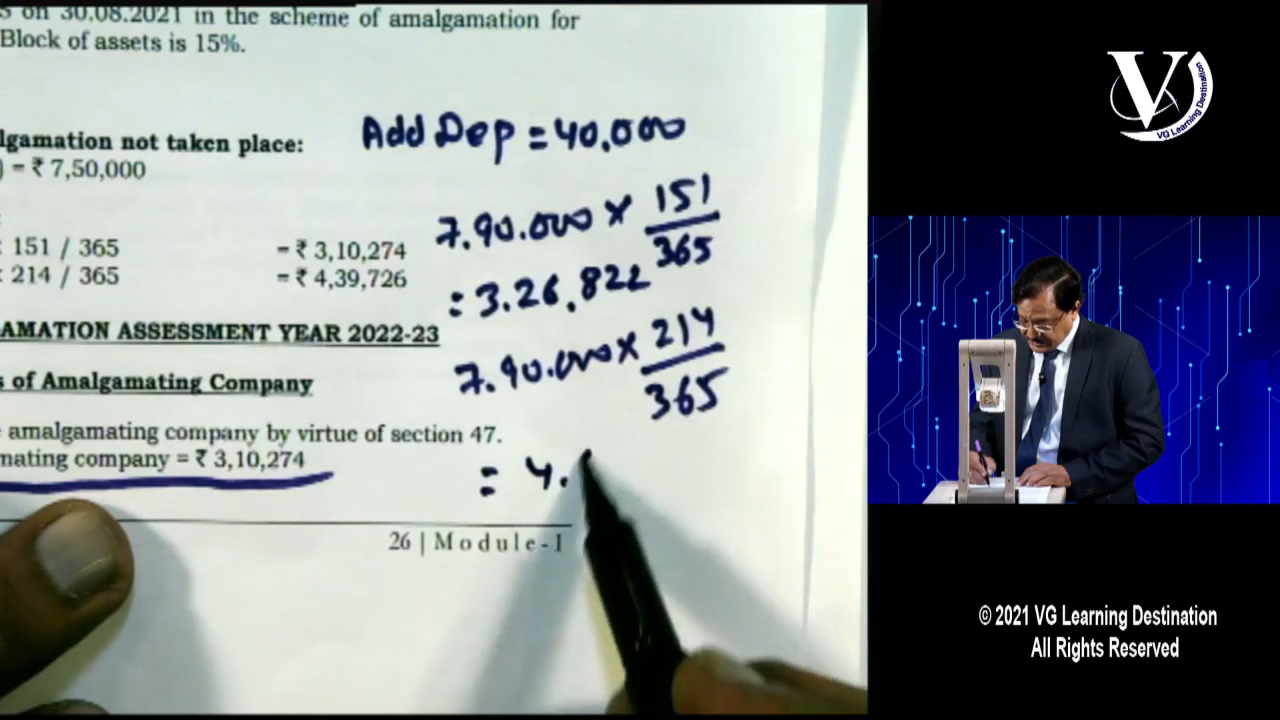 on 30.08.2021 in the scheme of amalgamation for
Block of assets is 15%.
lgamation not taken place:
) = ₹ 7,50,000
151 / 365 = ₹ 3,10,274
214 / 365 = ₹ 4,39,726
AMATION ASSESSMENT YEAR 2022-23
s of Amalgamating Company
amalgamating company by virtue of section 47.
mating company = ₹ 3,10,274
26 | Module-I
Add Dep = 40,000
7.90.000 × 151/365
= 3.26.822
7.90.000 × 214/365
= 4.
V
VG Learning Destination
© 2021 VG Learning Destination
All Rights Reserved